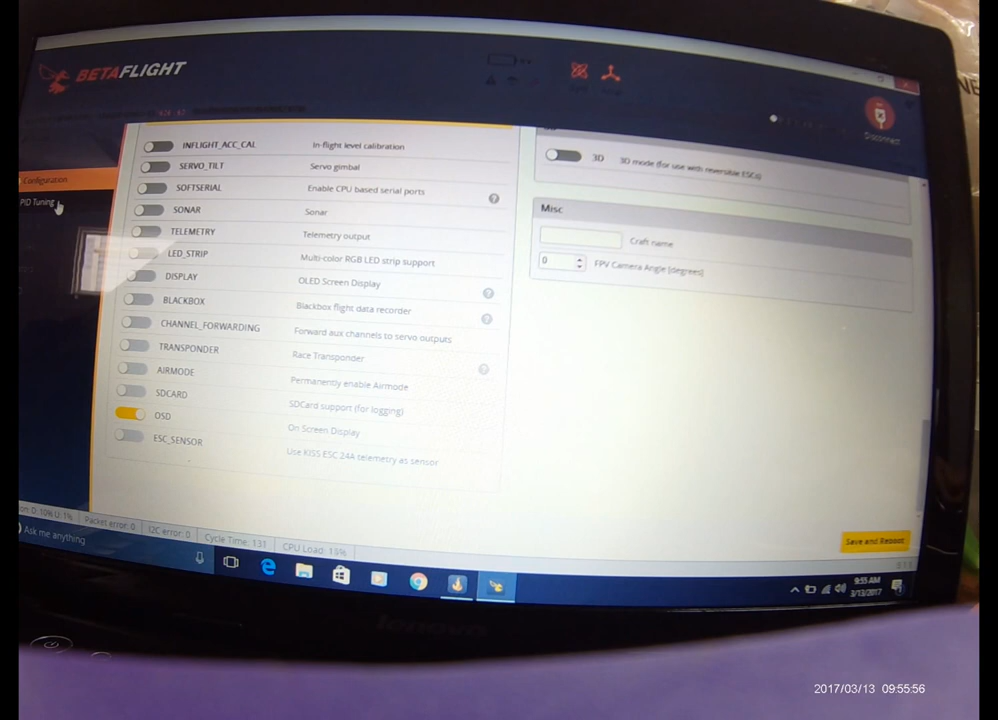 BETAFLIGHT
Disconnect
Configuration
PID Tuning
INFLIGHT_ACC_CAL In-flight level calibration
SERVO_TILT Servo gimbal
SOFTSERIAL Enable CPU based serial ports
SONAR Sonar
TELEMETRY Telemetry output
LED_STRIP Multi-color RGB LED strip support
DISPLAY OLED Screen Display
BLACKBOX Blackbox flight data recorder
CHANNEL_FORWARDING Forward aux channels to servo outputs
TRANSPONDER Race Transponder
AIRMODE Permanently enable Airmode
SDCARD SDCard support (for logging)
OSD On Screen Display
ESC_SENSOR Use KISS ESC 24A telemetry as sensor
3D 3D mode (for use with reversible ESCs)
Misc
Craft name
0 FPV Camera Angle [degrees]
Save and Reboot
D: 10% U: 1% Packet error: 0 I2C error: 0 Cycle Time: 131 CPU Load: 15%
Ask me anything
9:55 AM
3/13/2017
lenovo
2017/03/13 09:55:56